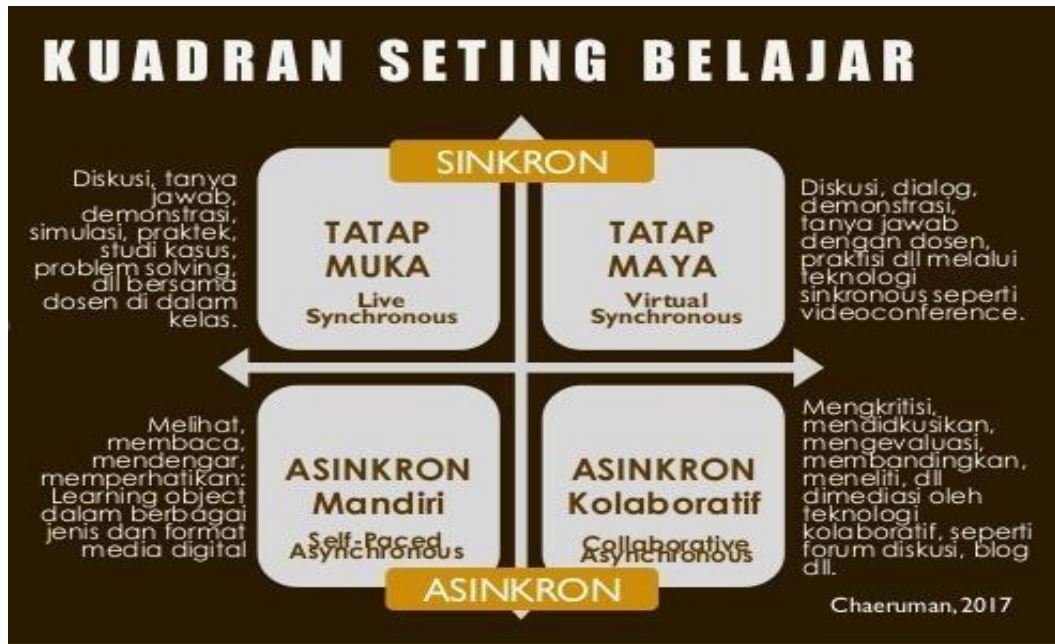 KUADRAN SETING BELAJAR
SINKRON
Diskusi, tanya
jawab,
demonstrasi,
simulasi, praktek,
studi kasus,
problem solving,
dll bersama
dosen di dalam
kelas.
TATAP
MUKA
Live
Synchronous
TATAP
MAYA
Virtual
Synchronous
Diskusi, dialog,
demonstrasi,
tanya jawab
dengan dosen,
praktisi dll melalui
teknologi
sinkronous seperti
videoconference.
Melihat,
membaca,
mendengar,
memperhatikan:
Learning object
dalam berbagai
jenis dan format
media digital
ASINKRON
Mandiri
Self-Paced
Asynchronous
ASINKRON
Kolaboratif
Collaborative
Asynchronous
Mengkritisi,
mendidkusikan,
mengevaluasi,
membandingkan,
meneliti, dll
dimediasi oleh
teknologi
kolaboratif, seperti
forum diskusi, blog
dll.
ASINKRON
Chaeruman, 2017